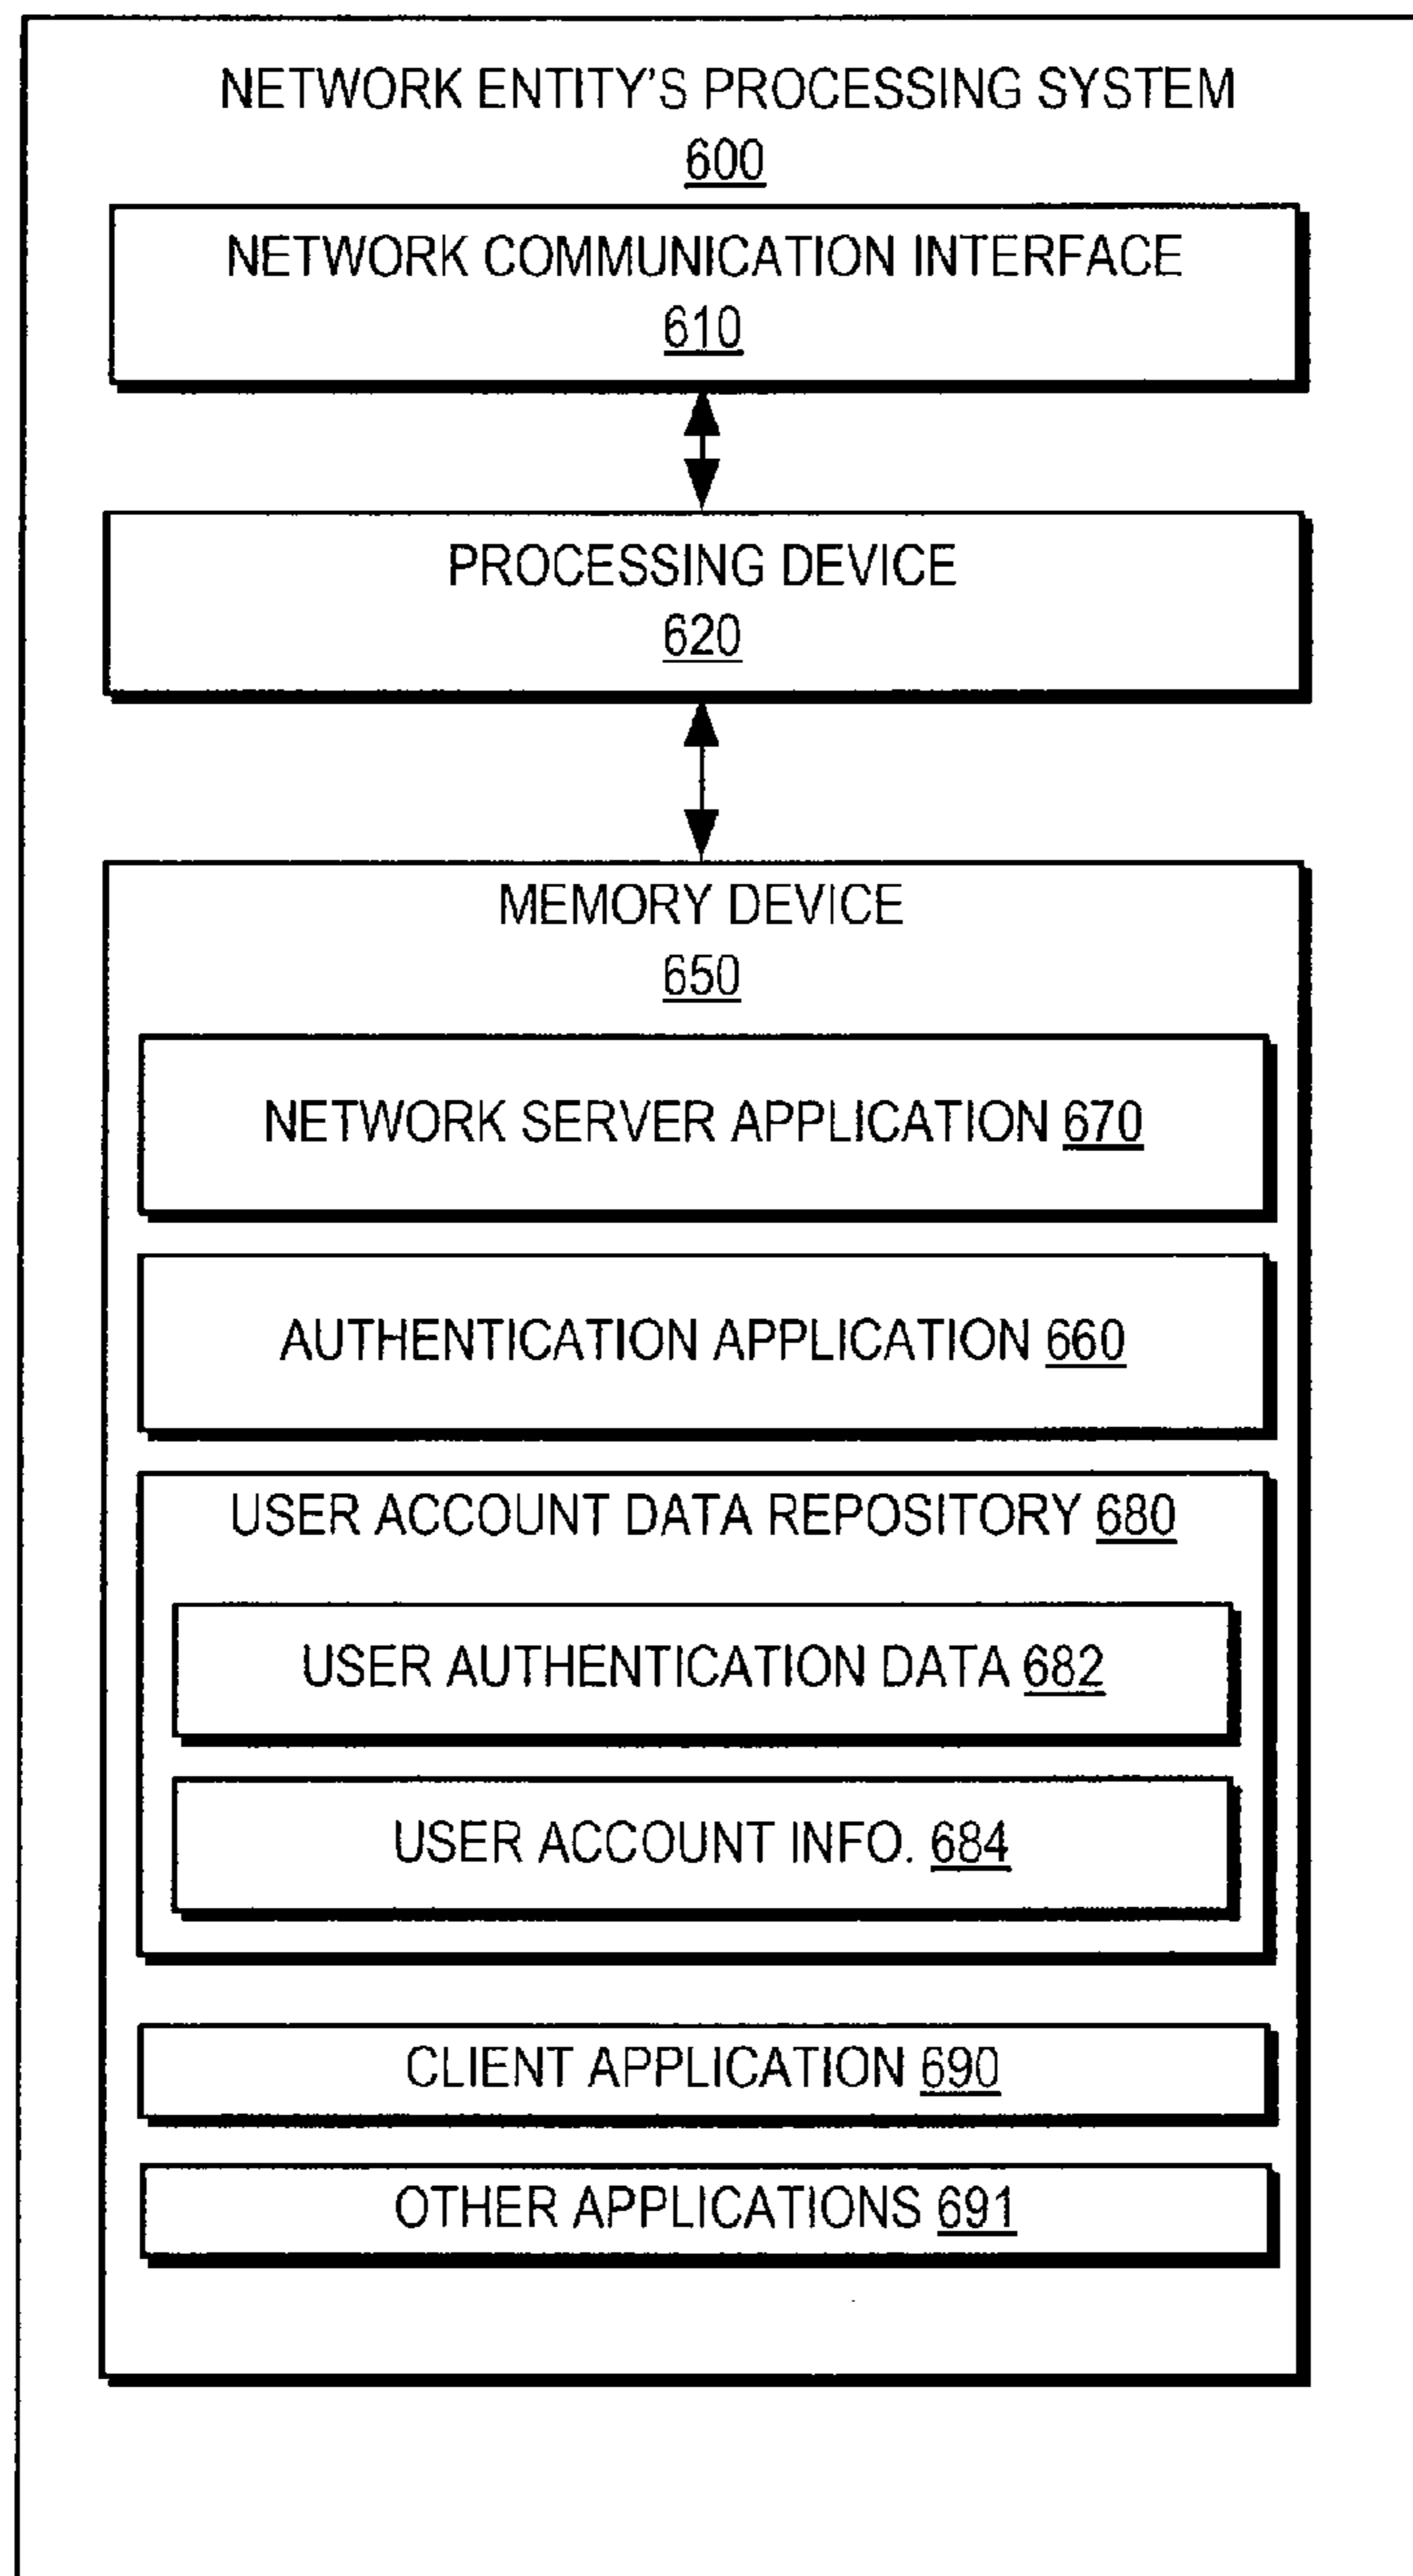 NETWORK ENTITY'S PROCESSING SYSTEM
600
NETWORK COMMUNICATION INTERFACE
610
PROCESSING DEVICE
620
MEMORY DEVICE
650
NETWORK SERVER APPLICATION 670
AUTHENTICATION APPLICATION 660
USER ACCOUNT DATA REPOSITORY 680
USER AUTHENTICATION DATA 682
USER ACCOUNT INFO. 684
CLIENT APPLICATION 690
OTHER APPLICATIONS 691